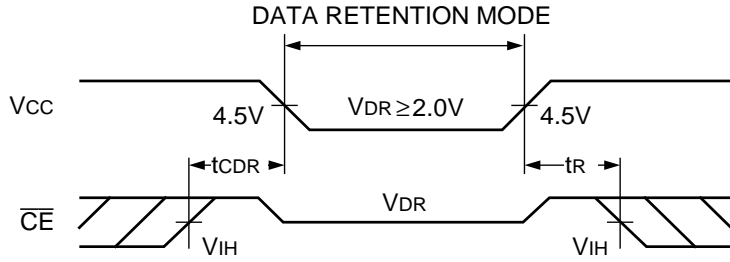 DATA RETENTION MODE
VCC
4.5V
VDR ≥ 2.0V
4.5V
tCDR
tR
CE
VDR
VIH
VIH